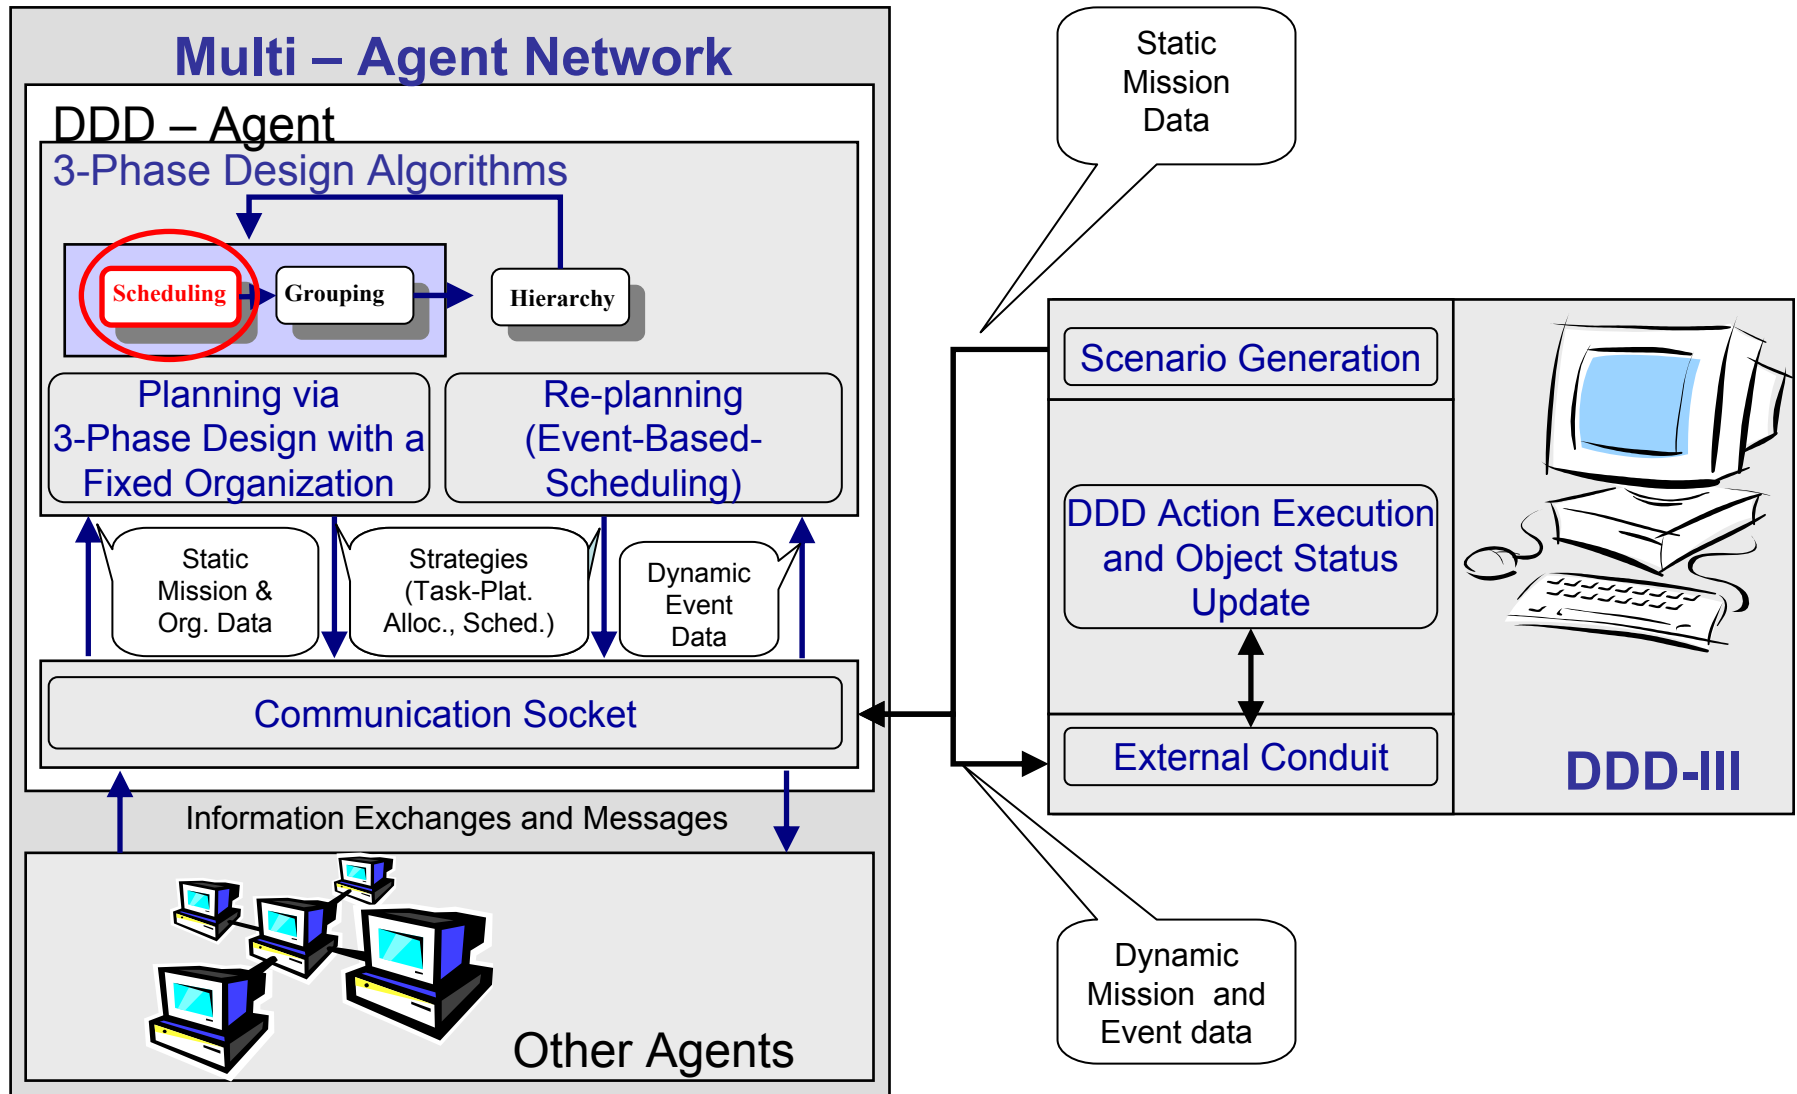 Multi – Agent Network
DDD – Agent
3-Phase Design Algorithms
Scheduling
Grouping
Hierarchy
Planning via
3-Phase Design with a
Fixed Organization
Re-planning
(Event-Based-
Scheduling)
Static
Mission &
Org. Data
Strategies
(Task-Plat.
Alloc., Sched.)
Dynamic
Event
Data
Communication Socket
Information Exchanges and Messages
Other Agents
Static
Mission
Data
Scenario Generation
DDD Action Execution
and Object Status
Update
External Conduit
DDD-III
Dynamic
Mission and
Event data